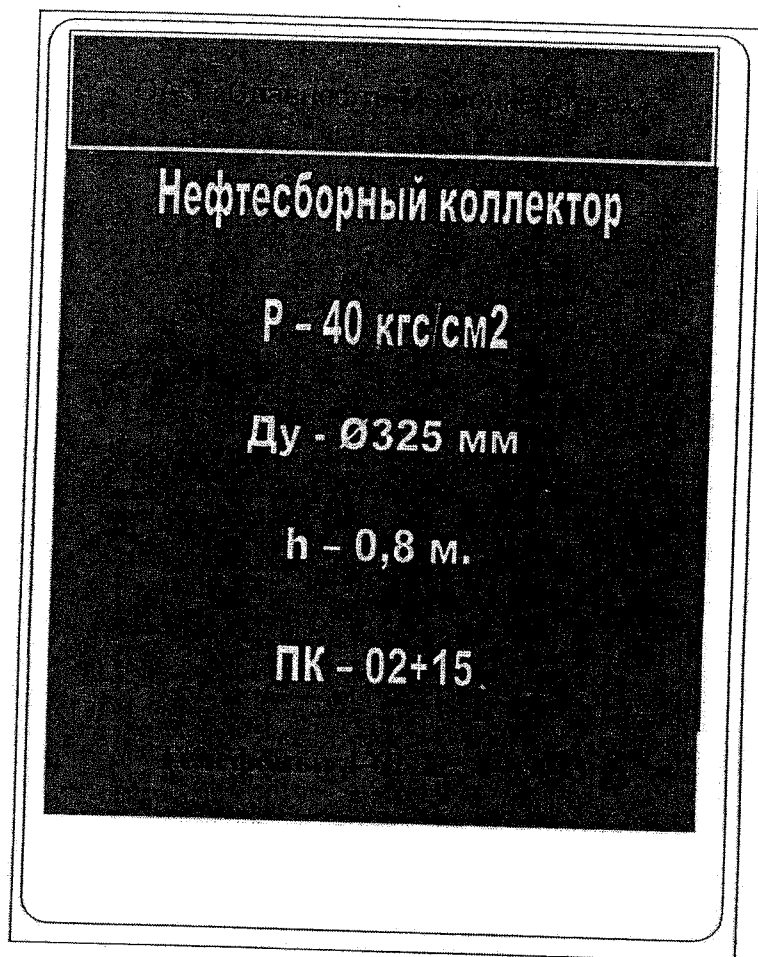 Нефтесборный коллектор
Р – 40 кгс/см2
Ду - Ø325 мм
h – 0,8 м.
ПК – 02+15